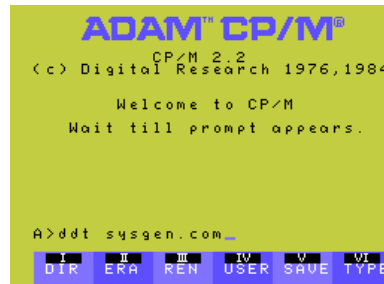 ADAM™ CP/M®
CP/M 2.2
(c) Digital Research 1976,1984
Welcome to CP/M
Wait till prompt appears.
A>ddt sysgen.com_
I II III IV V VI
DIR ERA REN USER SAVE TYPE